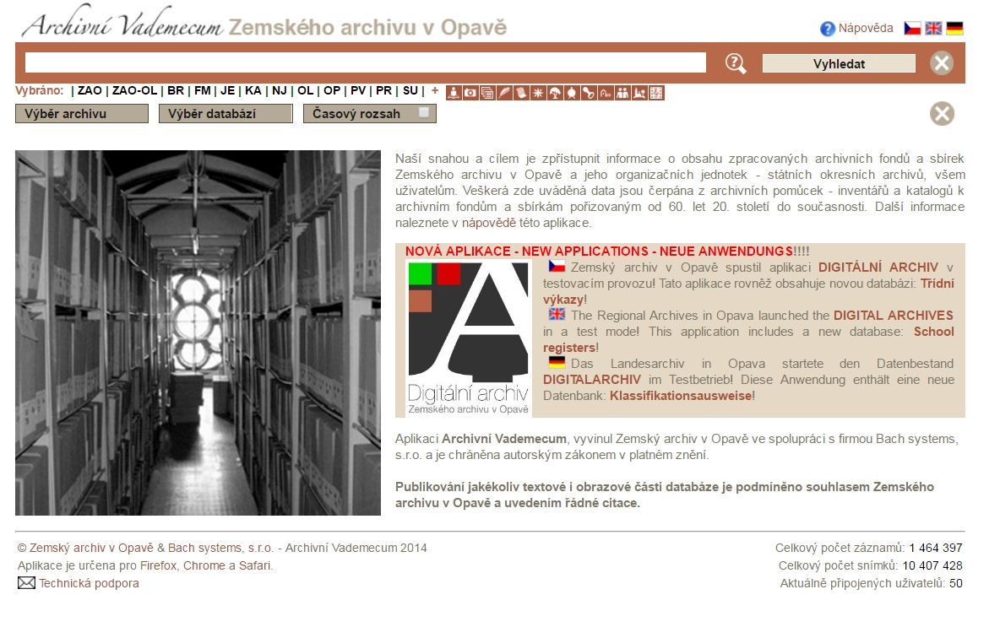 Archivní Vademecum Zemského archivu v Opavě
Nápověda
Vyhledat
Vybráno: | ZAO | ZAO-OL | BR | FM | JE | KA | NJ | OL | OP | PV | PR | SU | +
Výběr archivu
Výběr databází
Časový rozsah
Naší snahou a cílem je zpřístupnit informace o obsahu zpracovaných archivních fondů a sbírek
Zemského archivu v Opavě a jeho organizačních jednotek - státních okresních archivů, všem
uživatelům. Veškerá zde uváděná data jsou čerpána z archivních pomůcek - inventářů a katalogů k
archivním fondům a sbírkám pořizovaným od 60. let 20. století do současnosti. Další informace
naleznete v nápovědě této aplikace.
NOVÁ APLIKACE - NEW APPLICATIONS - NEUE ANWENDUNGS!!!!
Zemský archiv v Opavě spustil aplikaci DIGITÁLNÍ ARCHIV v
testovacím provozu! Tato aplikace rovněž obsahuje novou databázi: Třídní
výkazy!
The Regional Archives in Opava launched the DIGITAL ARCHIVES
in a test mode! This application includes a new database: School
registers!
Das Landesarchiv in Opava startete den Datenbestand
DIGITALARCHIV im Testbetrieb! Diese Anwendung enthält eine neue
Datenbank: Klassifikationsausweise!
A
Digitální archiv
Zemského archivu v Opavě
Aplikaci Archivní Vademecum, vyvinul Zemský archiv v Opavě ve spolupráci s firmou Bach systems,
s.r.o. a je chráněna autorským zákonem v platném znění.
Publikování jakékoliv textové i obrazové části databáze je podmíněno souhlasem Zemského
archivu v Opavě a uvedením řádné citace.
© Zemský archiv v Opavě & Bach systems, s.r.o. - Archivní Vademecum 2014
Aplikace je určena pro Firefox, Chrome a Safari.
Technická podpora
Celkový počet záznamů: 1 464 397
Celkový počet snímků: 10 407 428
Aktuálně připojených uživatelů: 50